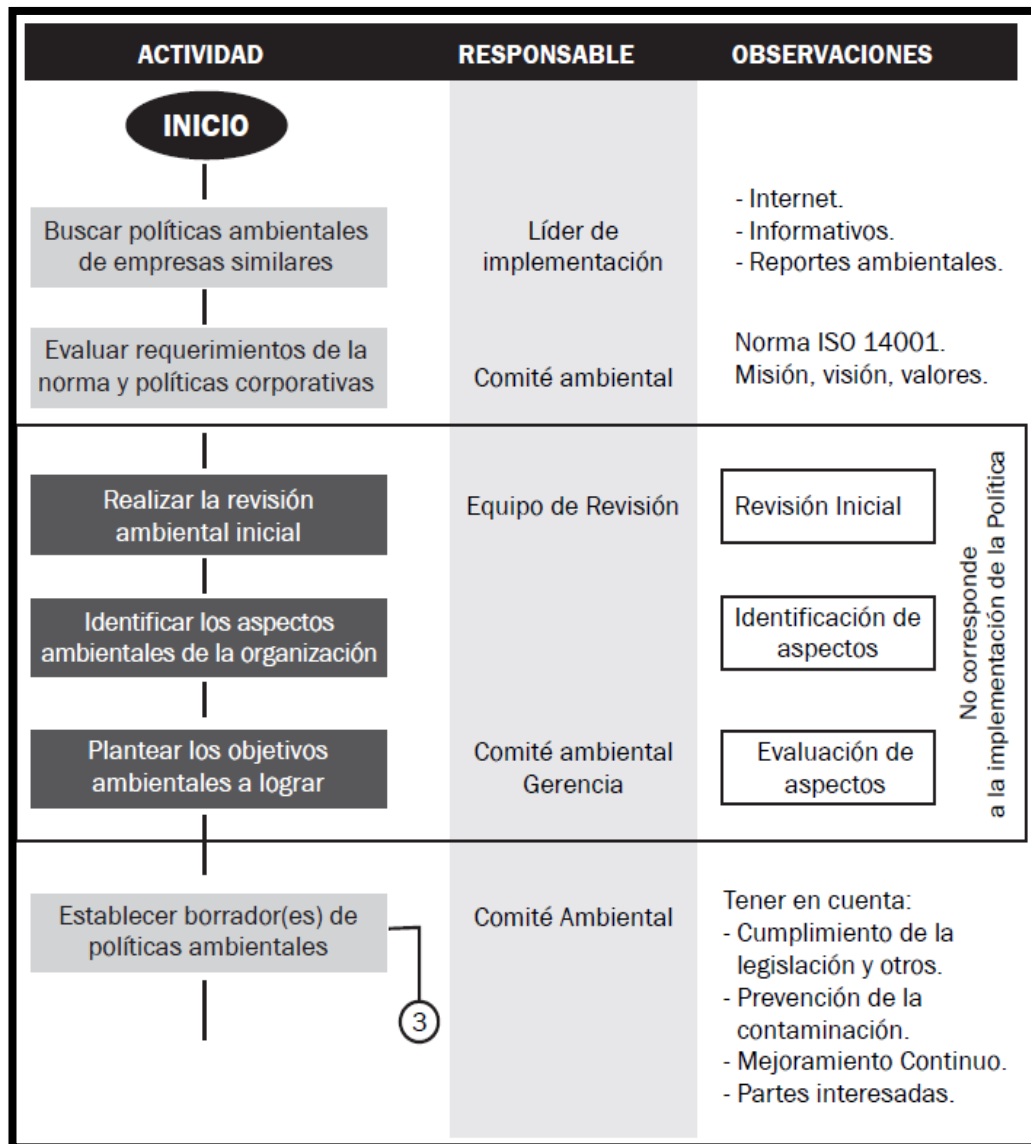 ACTIVIDAD
RESPONSABLE
OBSERVACIONES
INICIO
Buscar políticas ambientales
de empresas similares
Líder de
implementación
- Internet.
- Informativos.
- Reportes ambientales.
Evaluar requerimientos de la
norma y políticas corporativas
Comité ambiental
Norma ISO 14001.
Misión, visión, valores.
Realizar la revisión
ambiental inicial
Equipo de Revisión
Revisión Inicial
Identificar los aspectos
ambientales de la organización
Identificación de
aspectos
Plantear los objetivos
ambientales a lograr
Comité ambiental
Gerencia
Evaluación de
aspectos
No corresponde
a la implementación de la Política
Establecer borrador(es) de
políticas ambientales
3
Comité Ambiental
Tener en cuenta:
- Cumplimiento de la
legislación y otros.
- Prevención de la
contaminación.
- Mejoramiento Continuo.
- Partes interesadas.